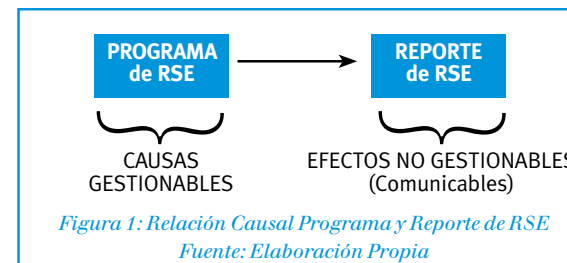 PROGRAMA
de RSE
REPORTE
de RSE
CAUSAS
GESTIONABLES
EFECTOS NO GESTIONABLES
(Comunicables)
Figura 1: Relación Causal Programa y Reporte de RSE
Fuente: Elaboración Propia